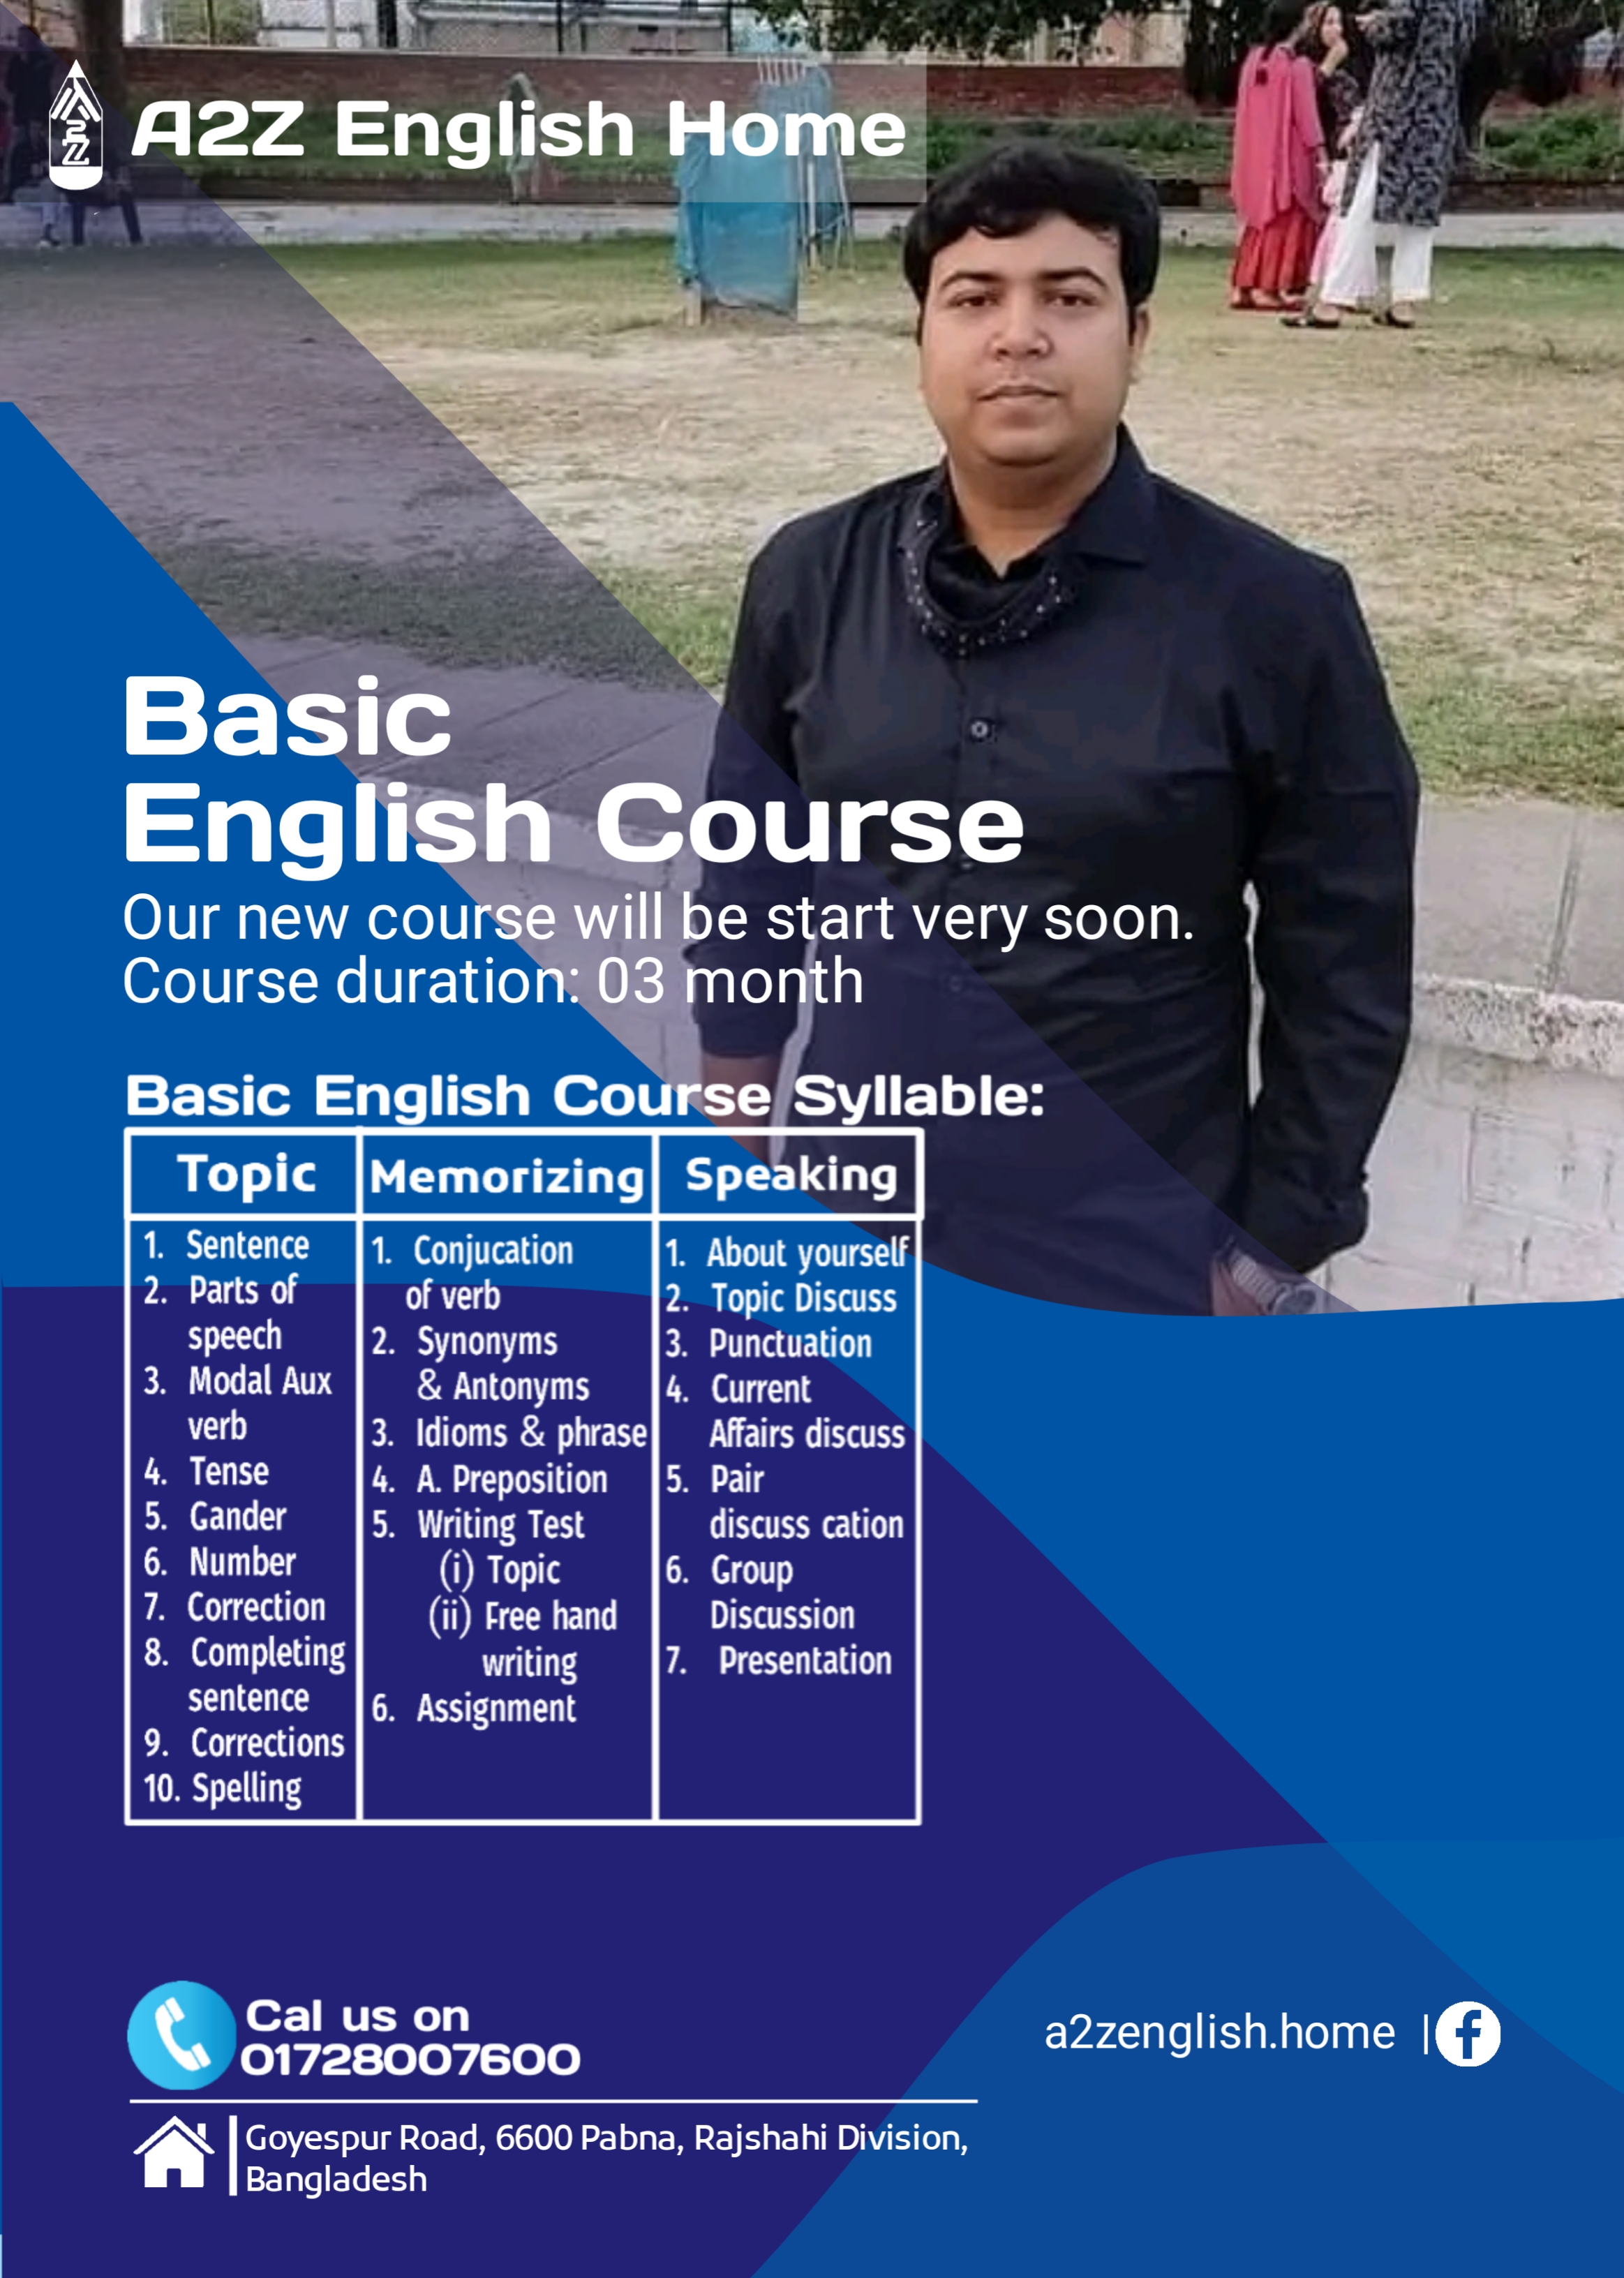 A2Z English Home
Basic
English Course
Our new course will be start very soon.
Course duration: 03 month
Basic English Course Syllable:
Topic
1. Sentence
2. Parts of
speech
3. Modal Aux
verb
4. Tense
5. Gander
6. Number
7. Correction
8. Completing
sentence
9. Corrections
10. Spelling
Memorizing
1. Conjucation
of verb
2. Synonyms
& Antonyms
3. Idioms & phrase
4. A. Preposition
5. Writing Test
(i) Topic
(ii) Free hand
writing
6. Assignment
Speaking
1. About yourself
2. Topic Discuss
3. Punctuation
4. Current
Affairs discuss
5. Pair
discuss cation
6. Group
Discussion
7. Presentation
Cal us on
01728007600
a2zenglish.home |
Goyespur Road, 6600 Pabna, Rajshahi Division,
Bangladesh